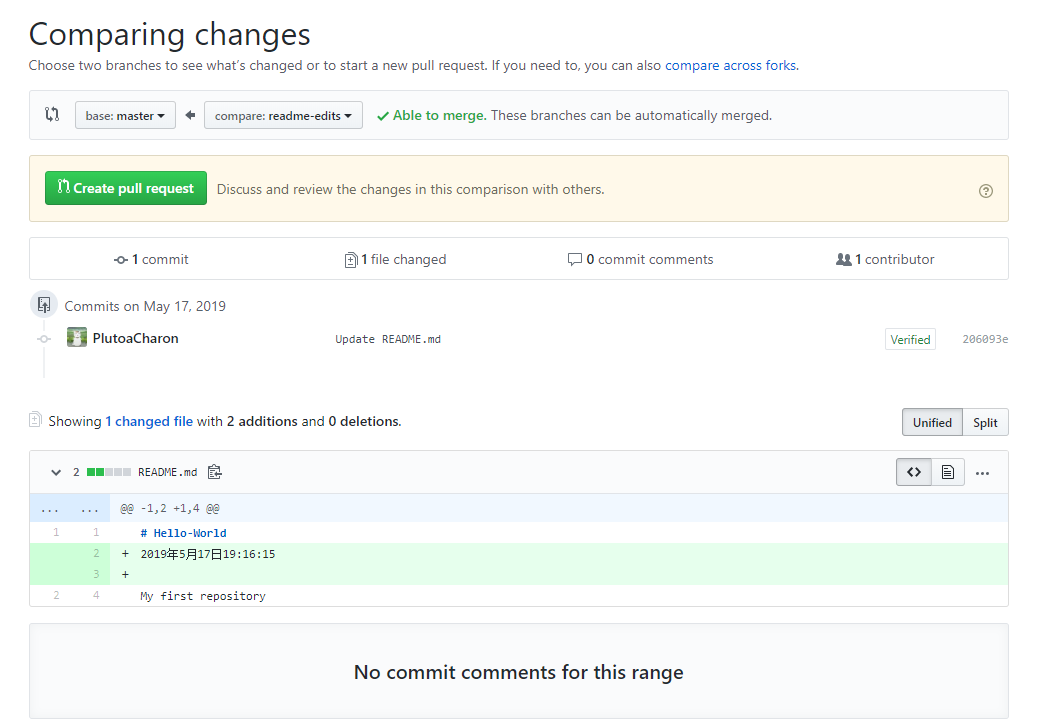 Comparing changes
Choose two branches to see what's changed or to start a new pull request. If you need to, you can also compare across forks.
base: master compare: readme-edits Able to merge. These branches can be automatically merged.
Create pull request Discuss and review the changes in this comparison with others.
1 commit 1 file changed 0 commit comments 1 contributor
Commits on May 17, 2019
PlutoaCharon Update README.md Verified 206093e
Showing 1 changed file with 2 additions and 0 deletions. Unified Split
2 README.md
... ... @@ -1,2 +1,4 @@
1 1 # Hello-World
2 + 2019年5月17日19:16:15
3 +
2 4 My first repository
No commit comments for this range